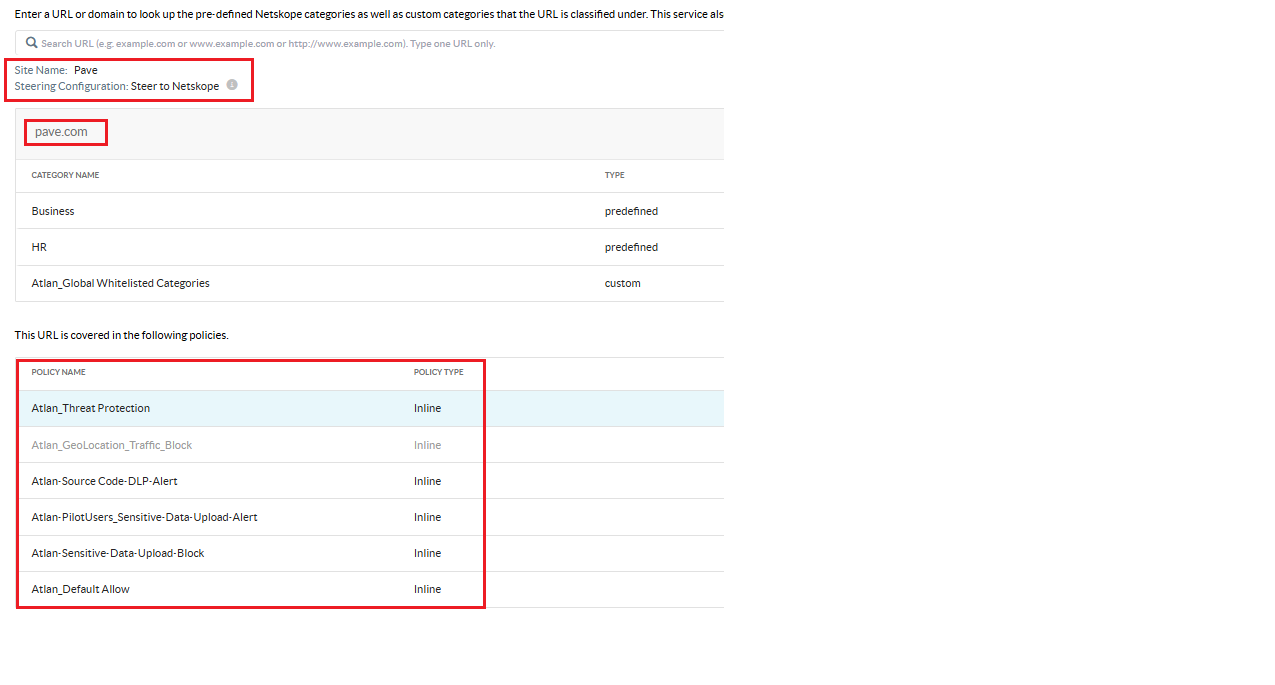 Enter a URL or domain to look up the pre-defined Netskope categories as well as custom categories that the URL is classified under. This service als
Search URL (e.g. example.com or www.example.com or http://www.example.com). Type one URL only.
Site Name: Pave
Steering Configuration: Steer to Netskope
pave.com
CATEGORY NAME TYPE
Business predefined
HR predefined
Atlan_Global Whitelisted Categories custom
This URL is covered in the following policies.
POLICY NAME POLICY TYPE
Atlan_Threat Protection Inline
Atlan_GeoLocation_Traffic_Block Inline
Atlan-Source Code-DLP-Alert Inline
Atlan-PilotUsers_Sensitive-Data-Upload-Alert Inline
Atlan-Sensitive-Data-Upload-Block Inline
Atlan_Default Allow Inline